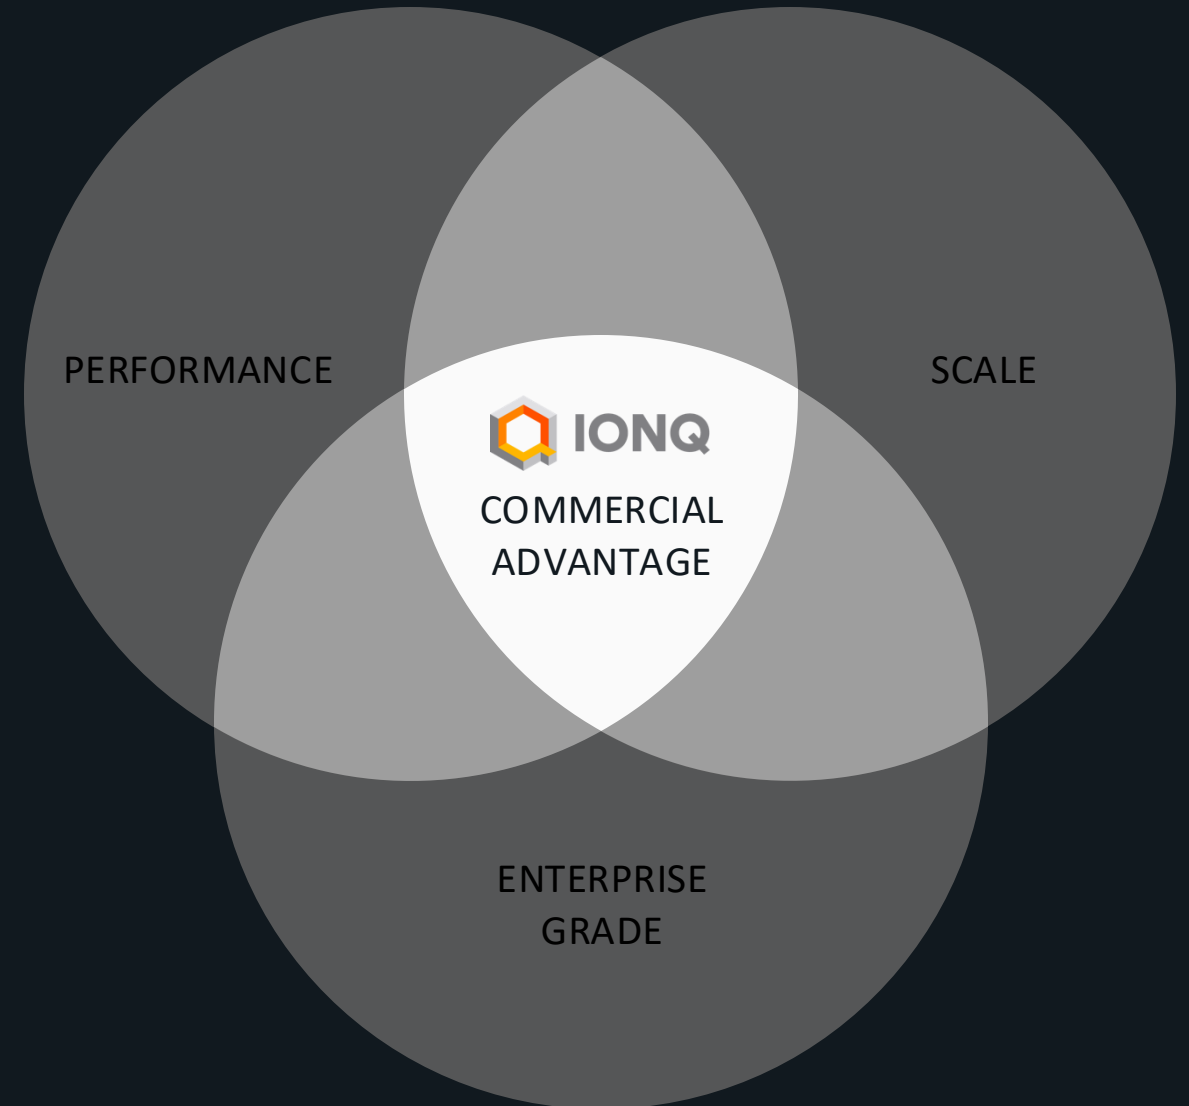 PERFORMANCE
SCALE
IONQ
COMMERCIAL
ADVANTAGE
ENTERPRISE
GRADE